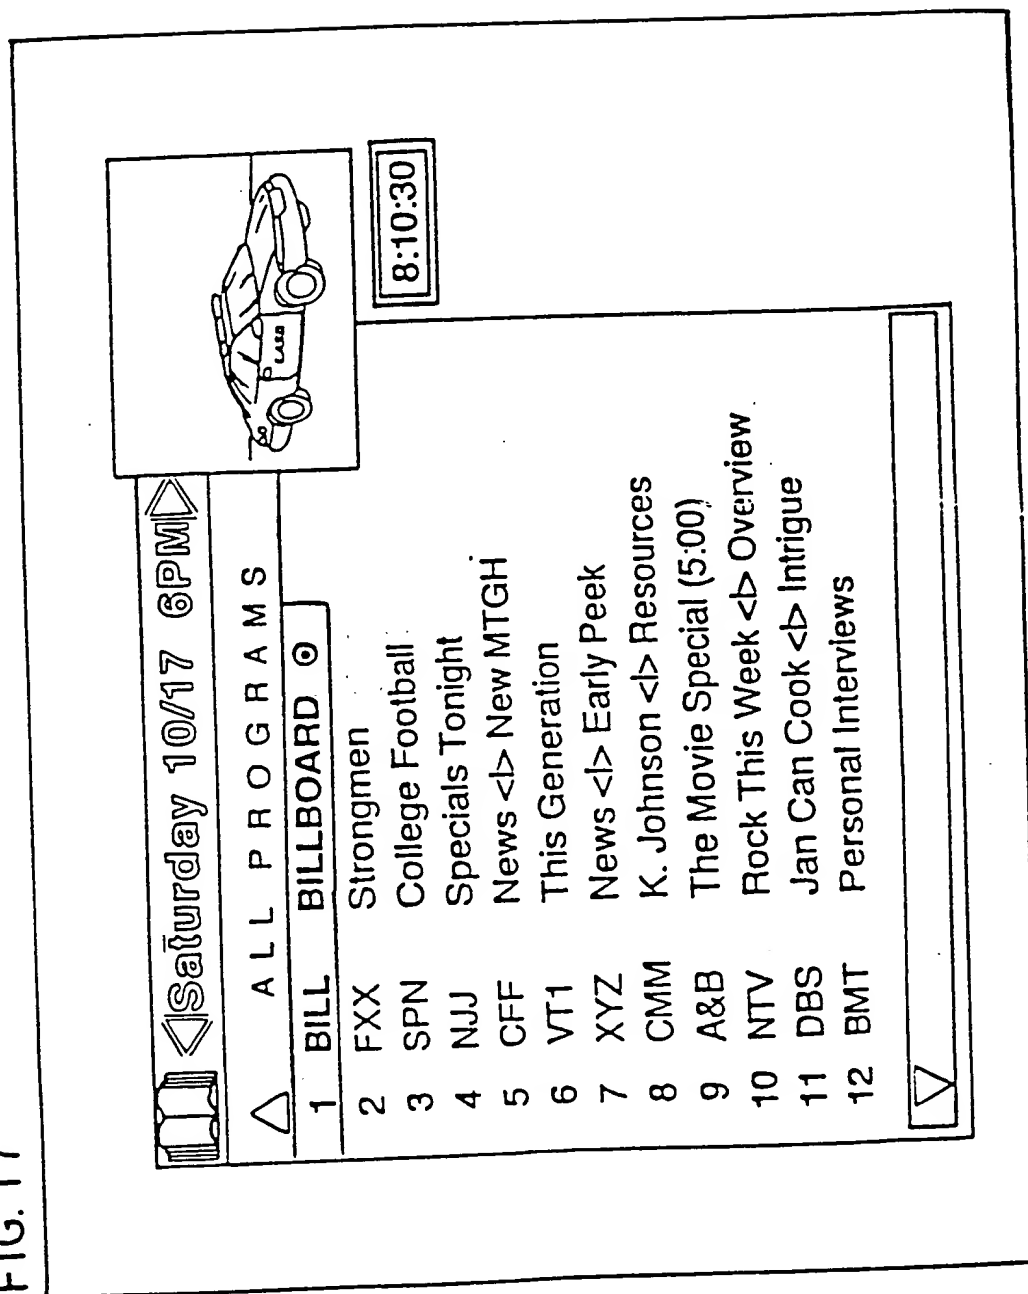 FIG. 17
Saturday 10/17 6PM
ALL PROGRAMS
8:10:30
1 BILL BILLBOARD
2 FXX Strongmen
3 SPN College Football
4 NJJ Specials Tonight
5 CFF News <|> New MTGH
6 VT1 This Generation
7 XYZ News <|> Early Peek
8 CMM K. Johnson <|> Resources
9 A&B The Movie Special (5:00)
10 NTV Rock This Week <|> Overview
11 DBS Jan Can Cook <|> Intrigue
12 BMT Personal Interviews